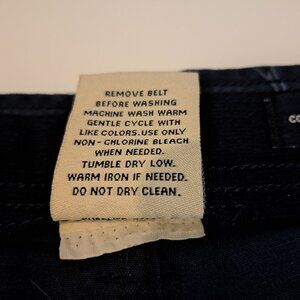 REMOVE BELT
BEFORE WASHING
MACHINE WASH WARM
GENTLE CYCLE WITH
LIKE COLORS. USE ONLY
NON-CHLORINE BLEACH
WHEN NEEDED.
TUMBLE DRY LOW.
WARM IRON IF NEEDED.
DO NOT DRY CLEAN.